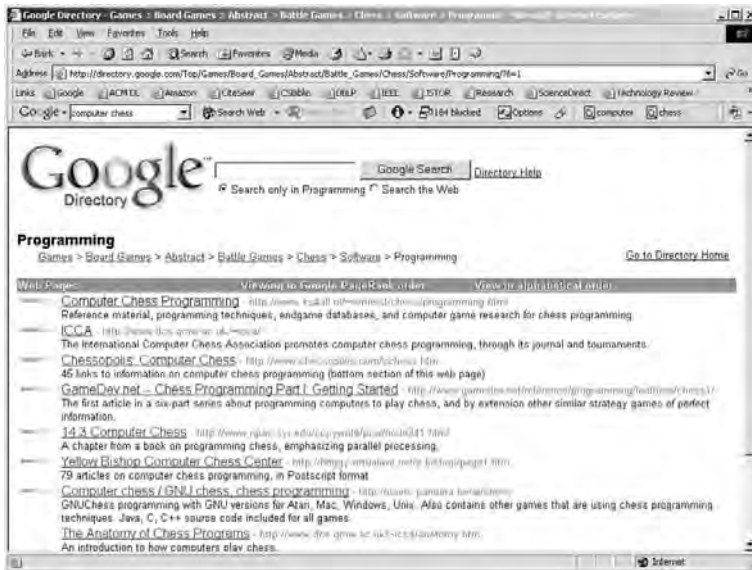 Google Directory - Games > Board Games > Abstract > Battle Games > Chess > Software > Programming
File Edit View Favorites Tools Help
Back Search Favorites Media
Address http://directory.google.com/Top/Games/Board_Games/Abstract/Battle_Games/Chess/Software/Programming/?il=1 Go
Links Google ACM DL Amazon CiteSeer CSBiblio DBLP IEEE JSTOR Research ScienceDirect Technology Review
Google computer chess Search Web 184 blocked Options computer chess
Google Directory
Google Search Directory Help
Search only in Programming Search the Web
Programming
Games > Board Games > Abstract > Battle Games > Chess > Software > Programming Go to Directory Home
Web Pages Viewing in Google PageRank order View in alphabetical order
Computer Chess Programming -
Reference material, programming techniques, endgame databases, and computer game research for chess programming
ICCA -
The International Computer Chess Association promotes computer chess programming, through its journal and tournaments.
Chessopolis: Computer Chess -
45 links to information on computer chess programming (bottom section of this web page)
GameDev.net -- Chess Programming Part I: Getting Started -
The first article in a six-part series about programming computers to play chess, and by extension other similar strategy games of perfect
information.
14.3 Computer Chess -
A chapter from a book on programming chess, emphasizing parallel processing.
Yellow Bishop Computer Chess Center -
79 articles on computer chess programming, in Postscript format
Computer chess / GNU chess, chess programming -
GNUChess programming with GNU versions for Atari, Mac, Windows, Unix. Also contains other games that are using chess programming
techniques. Java, C, C++ source code included for all games.
The Anatomy of Chess Programs -
An introduction to how computers play chess.
Internet